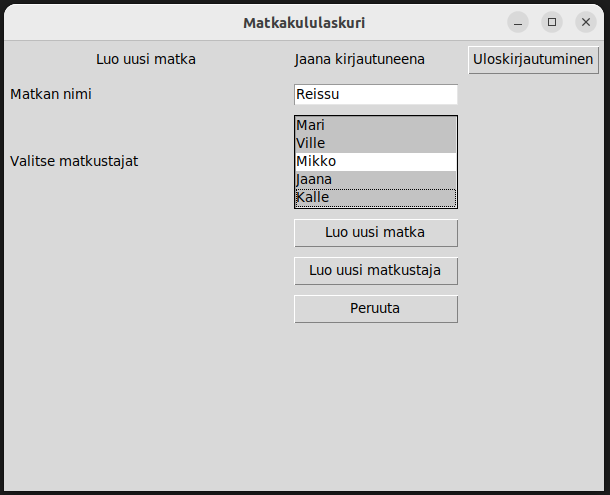 Matkakululaskuri
Luo uusi matka
Jaana kirjautuneena
Uloskirjautuminen
Matkan nimi
Reissu
Valitse matkustajat
Mari
Ville
Mikko
Jaana
Kalle
Luo uusi matka
Luo uusi matkustaja
Peruuta